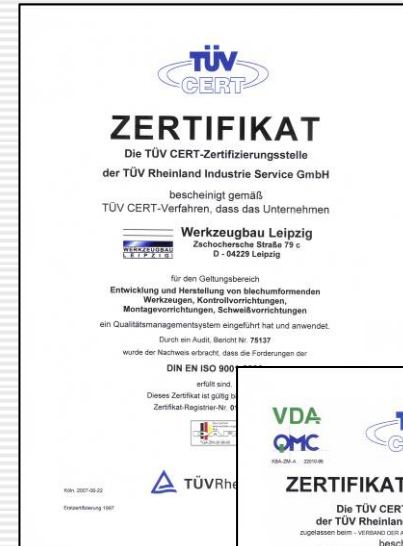 TÜV
CERT
ZERTIFIKAT
Die TÜV CERT-Zertifizierungsstelle
der TÜV Rheinland Industrie Service GmbH
bescheinigt gemäß
TÜV CERT-Verfahren, dass das Unternehmen
WERKZEUGBAU
LEIPZIG
Werkzeugbau Leipzig
Zschochersche Straße 79 c
D - 04229 Leipzig
für den Geltungsbereich
Entwicklung und Herstellung von blechumformenden
Werkzeugen, Kontrollvorrichtungen,
Montagevorrichtungen, Schweißvorrichtungen
ein Qualitätsmanagementsystem eingeführt hat und anwendet.
Durch ein Audit, Bericht Nr. 75137
wurde der Nachweis erbracht, dass die Forderungen der
DIN EN ISO 9001
erfüllt sind.
Dieses Zertifikat ist gültig
Zertifikat-Registrier-Nr.
TÜVRhe
Köln, 2007-08-22
Erstzertifizierung 1997
VDA
QMC
ZERTIFIKAT
Die TÜV CERT
der TÜV Rheinlan
zugelassen beim - VERBAND DER A
besch